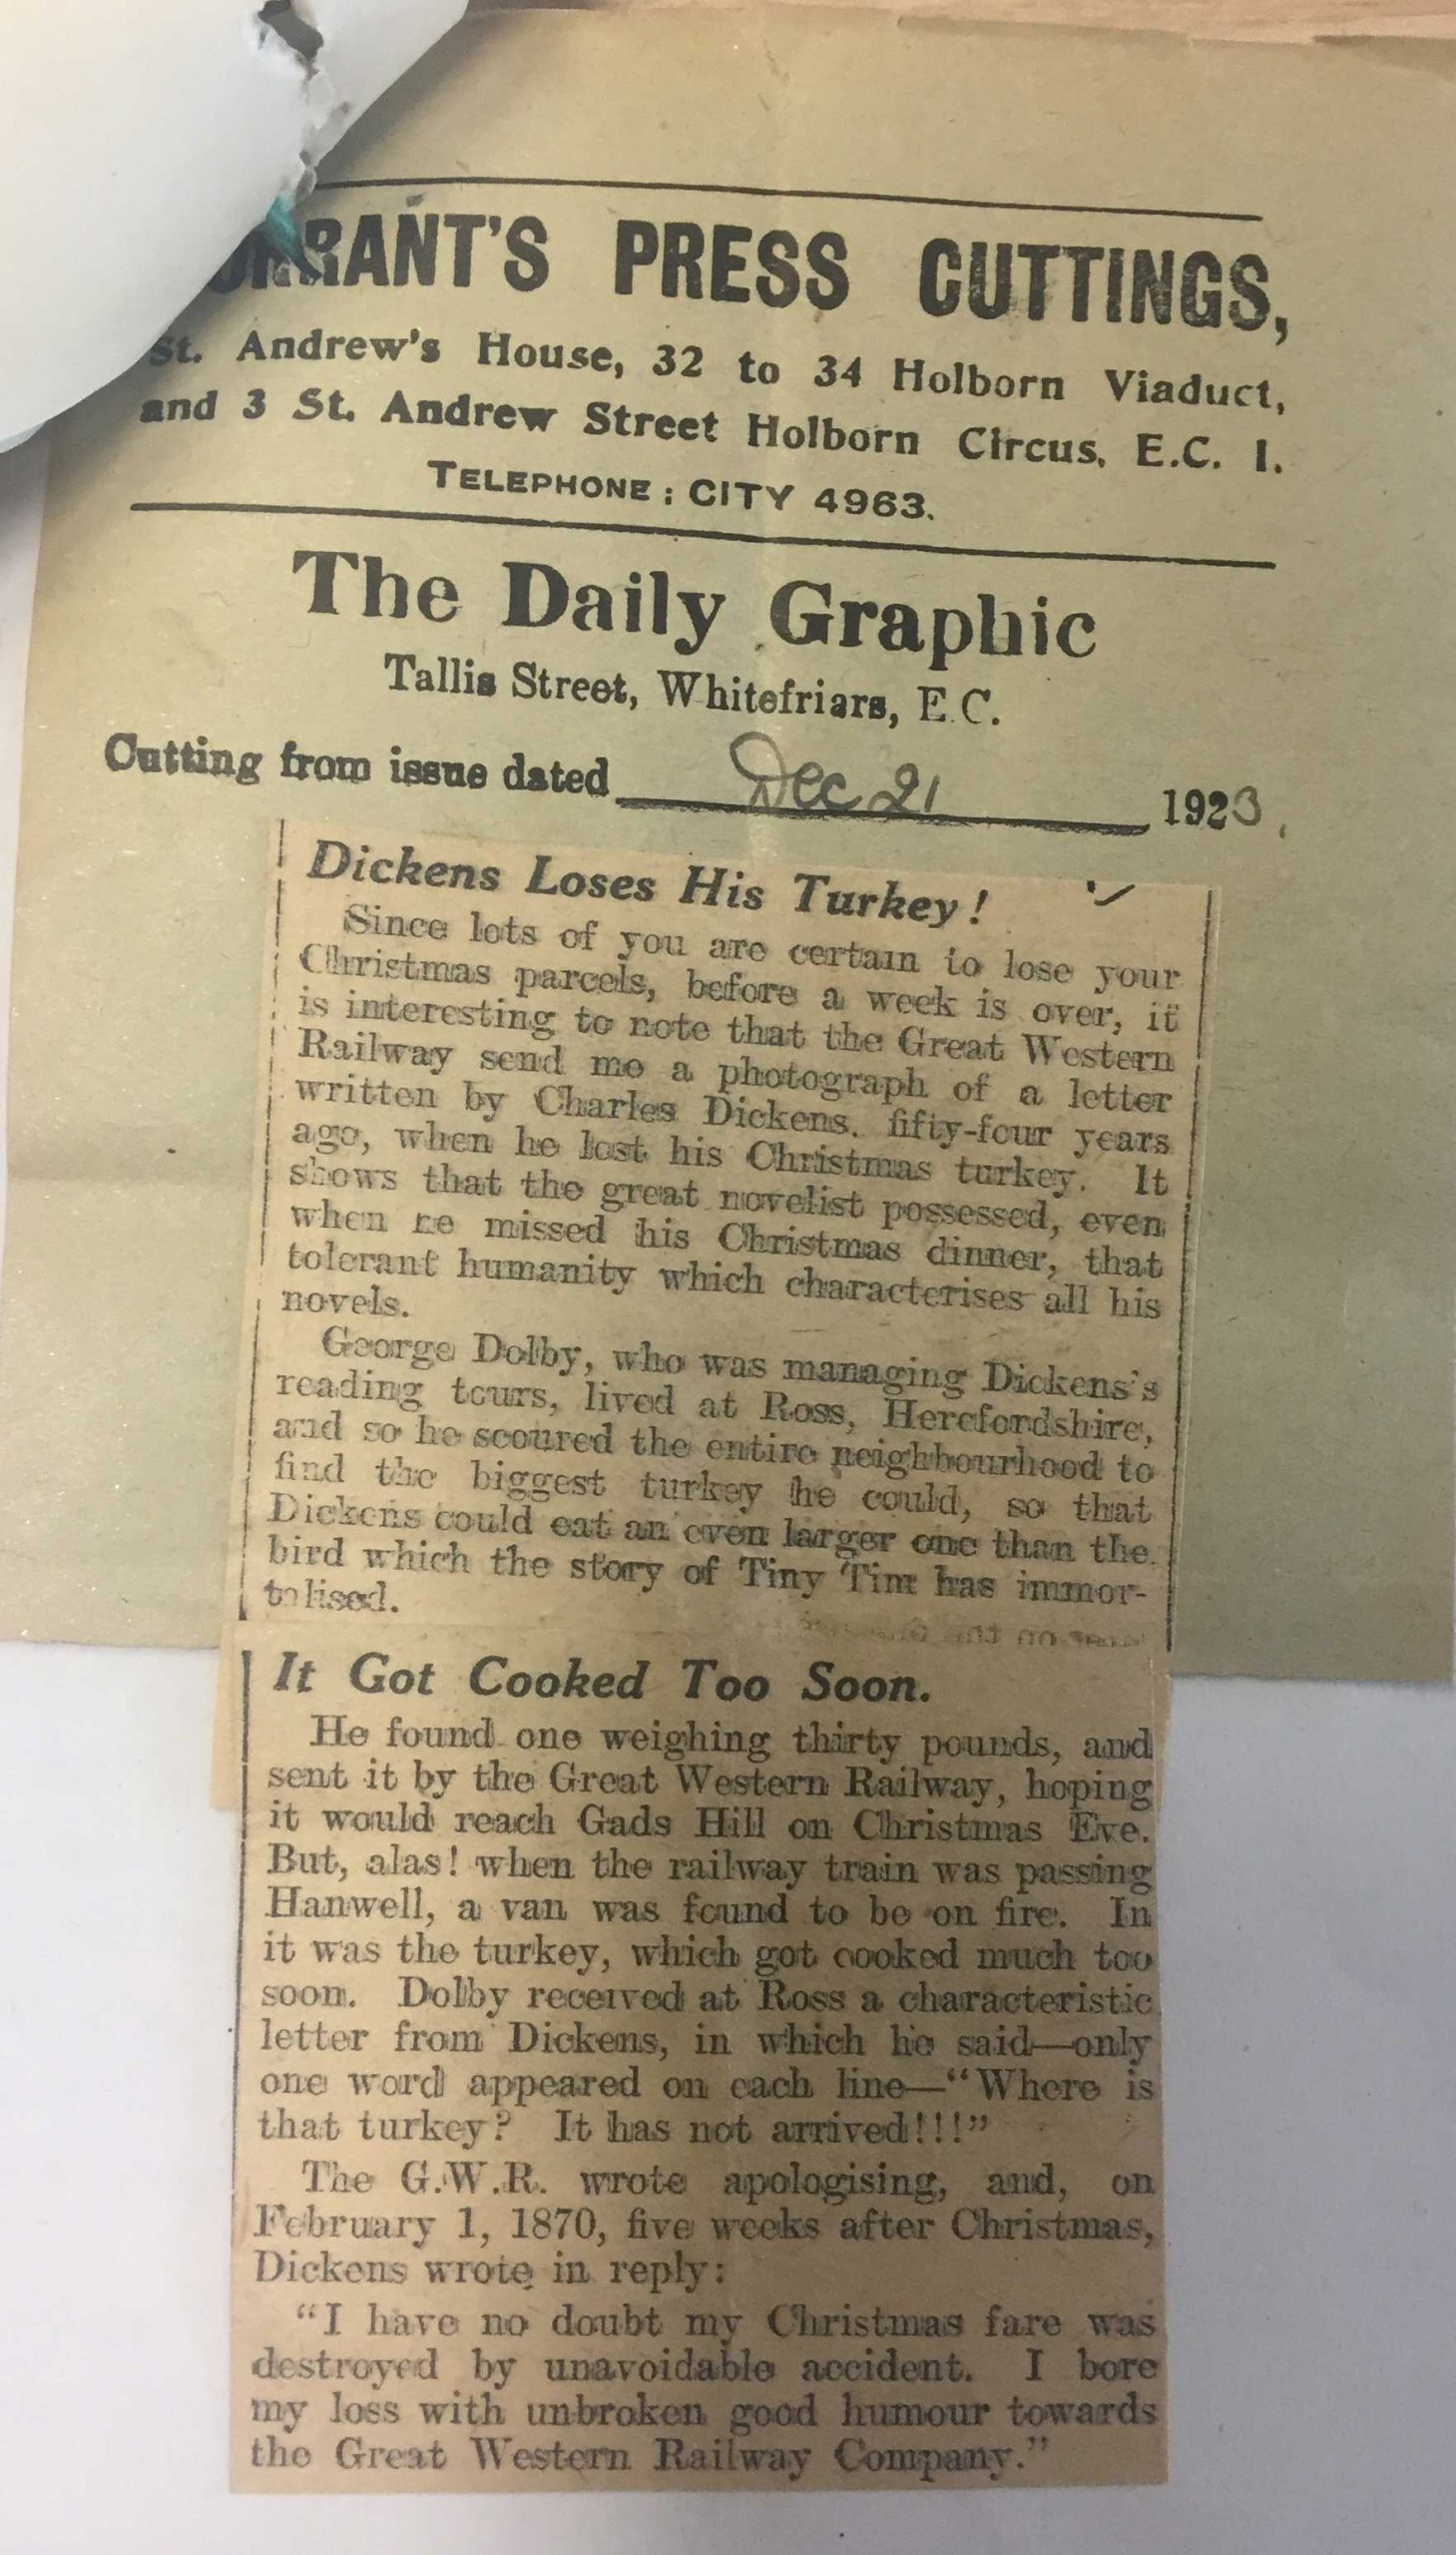 RANT'S PRESS CUTTINGS,
St. Andrew's House, 32 to 34 Holborn Viaduct,
and 3 St. Andrew Street Holborn Circus, E.C. 1.
TELEPHONE : CITY 4963.
The Daily Graphic
Tallis Street, Whitefriars, E.C.
Cutting from issue dated Dec 21 1923.
Dickens Loses His Turkey!
Since lots of you are certain to lose your
Christmas parcels, before a week is over, it
is interesting to note that the Great Western
Railway send me a photograph of a letter
written by Charles Dickens. fifty-four years
ago, when he lost his Christmas turkey. It
shows that the great novelist possessed, even
when he missed his Christmas dinner, that
tolerant humanity which characterises all his
novels.
George Dolby, who was managing Dickens's
reading tours, lived at Ross, Herefordshire,
and so he scoured the entire neighbourhood to
find the biggest turkey he could, so that
Dickens could eat an even larger one than the
bird which the story of Tiny Tim has immor-
talised.
It Got Cooked Too Soon.
He found one weighing thirty pounds, and
sent it by the Great Western Railway, hoping
it would reach Gads Hill on Christmas Eve.
But, alas! when the railway train was passing
Hanwell, a van was found to be on fire. In
it was the turkey, which got cooked much too
soon. Dolby received at Ross a characteristic
letter from Dickens, in which he said—only
one word appeared on each line—"Where is
that turkey? It has not arrived!!!"
The G.W.R. wrote apologising, and, on
February 1, 1870, five weeks after Christmas,
Dickens wrote in reply:
"I have no doubt my Christmas fare was
destroyed by unavoidable accident. I bore
my loss with unbroken good humour towards
the Great Western Railway Company."